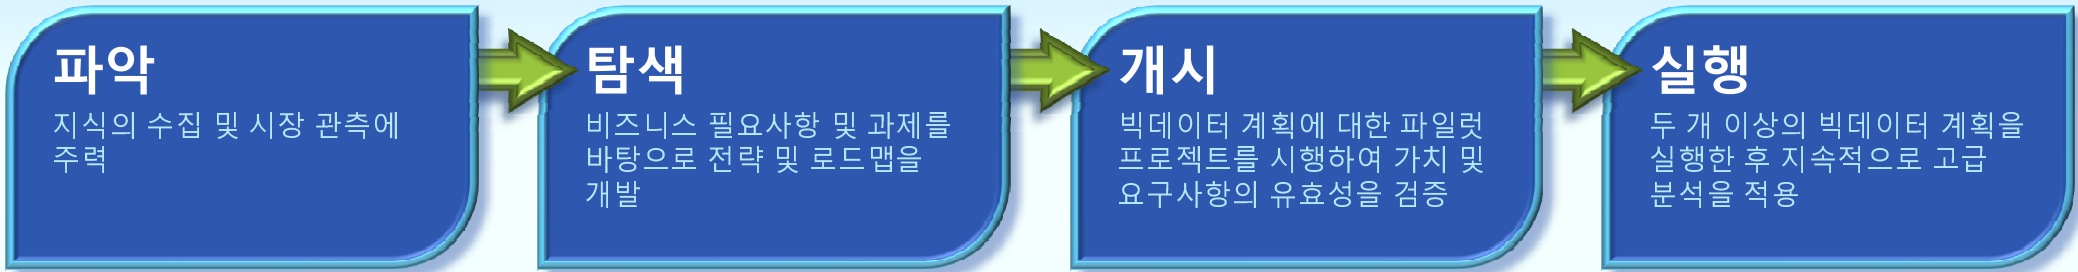 파악
지식의 수집 및 시장 관측에
주력
탐색
비즈니스 필요사항 및 과제를
바탕으로 전략 및 로드맵을
개발
개시
빅데이터 계획에 대한 파일럿
프로젝트를 시행하여 가치 및
요구사항의 유효성을 검증
실행
두 개 이상의 빅데이터 계획을
실행한 후 지속적으로 고급
분석을 적용